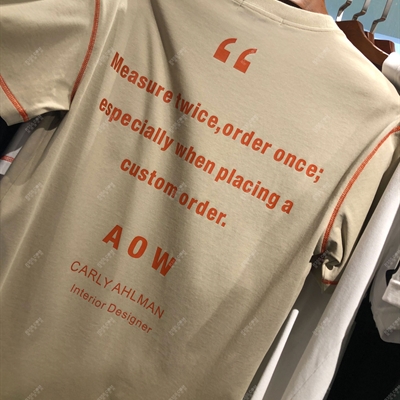 “
Measure twice, order once;
especially when placing a
custom order.
AOW
CARLY AHLMAN
Interior Designer